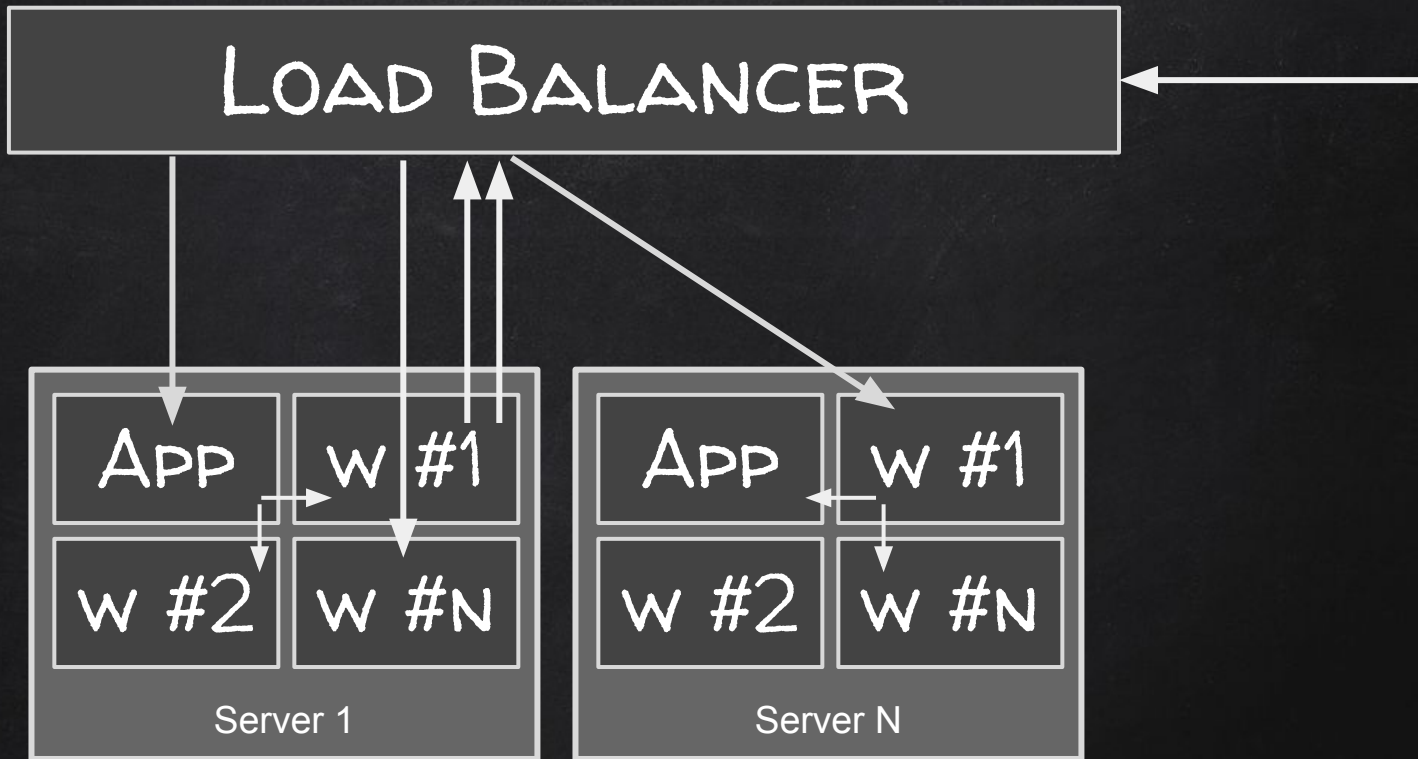 Load Balancer
App
w #1
w #2
w #N
Server 1
App
w #1
w #2
w #N
Server N